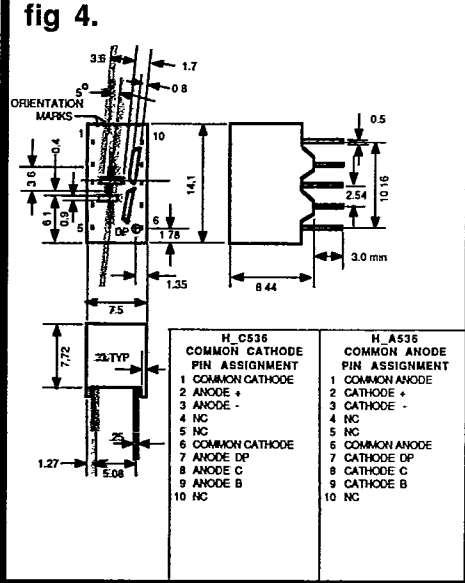 fig 4.
3.6
1.7
0.8
5°
ORIENTATION
MARKS
1
10
0.5
0.4
3.6
14.1
10.16
2.54
6.1
0.9
5
DP
6
1.78
3.0 min
8.44
1.35
7.5
7.72
TYP
1.27
5.08
H_C536
COMMON CATHODE
PIN ASSIGNMENT
1 COMMON CATHODE
2 ANODE +
3 ANODE -
4 NC
5 NC
6 COMMON CATHODE
7 ANODE DP
8 ANODE C
9 ANODE B
10 NC
H_A536
COMMON ANODE
PIN ASSIGNMENT
1 COMMON ANODE
2 CATHODE +
3 CATHODE -
4 NC
5 NC
6 COMMON ANODE
7 CATHODE DP
8 CATHODE C
9 CATHODE B
10 NC